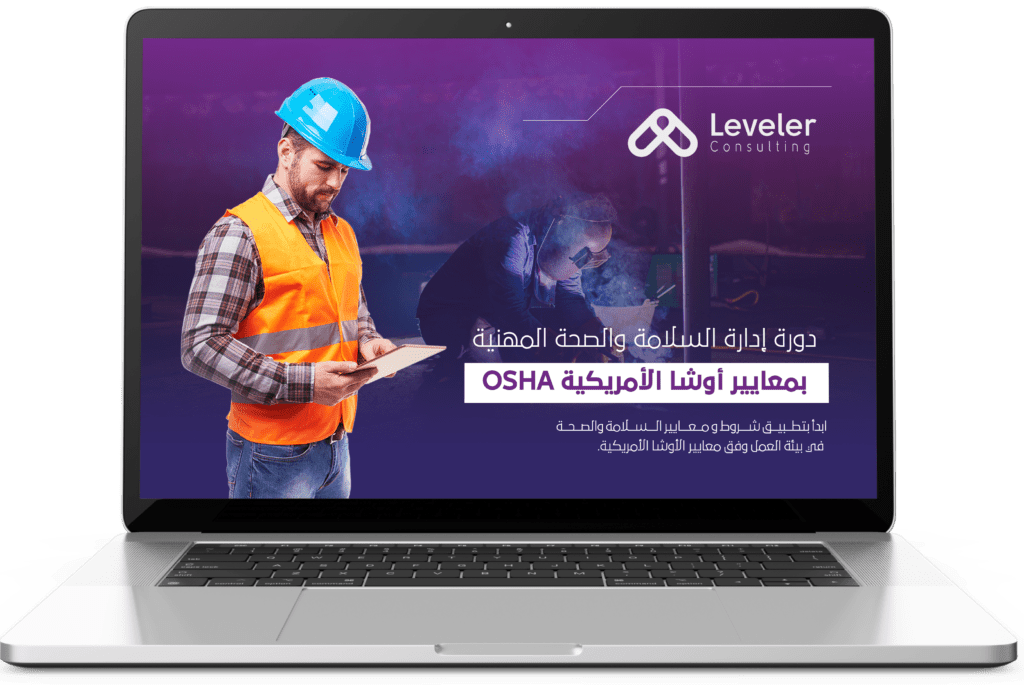 Leveler
Consulting
دورة إدارة السلامة والصحة المهنية
بمعايير أوشا الأمريكية OSHA
ابدأ بتطبيق شروط و معايير السلامة والصحة
في بيئة العمل وفق معايير الأوشا الأمريكية.